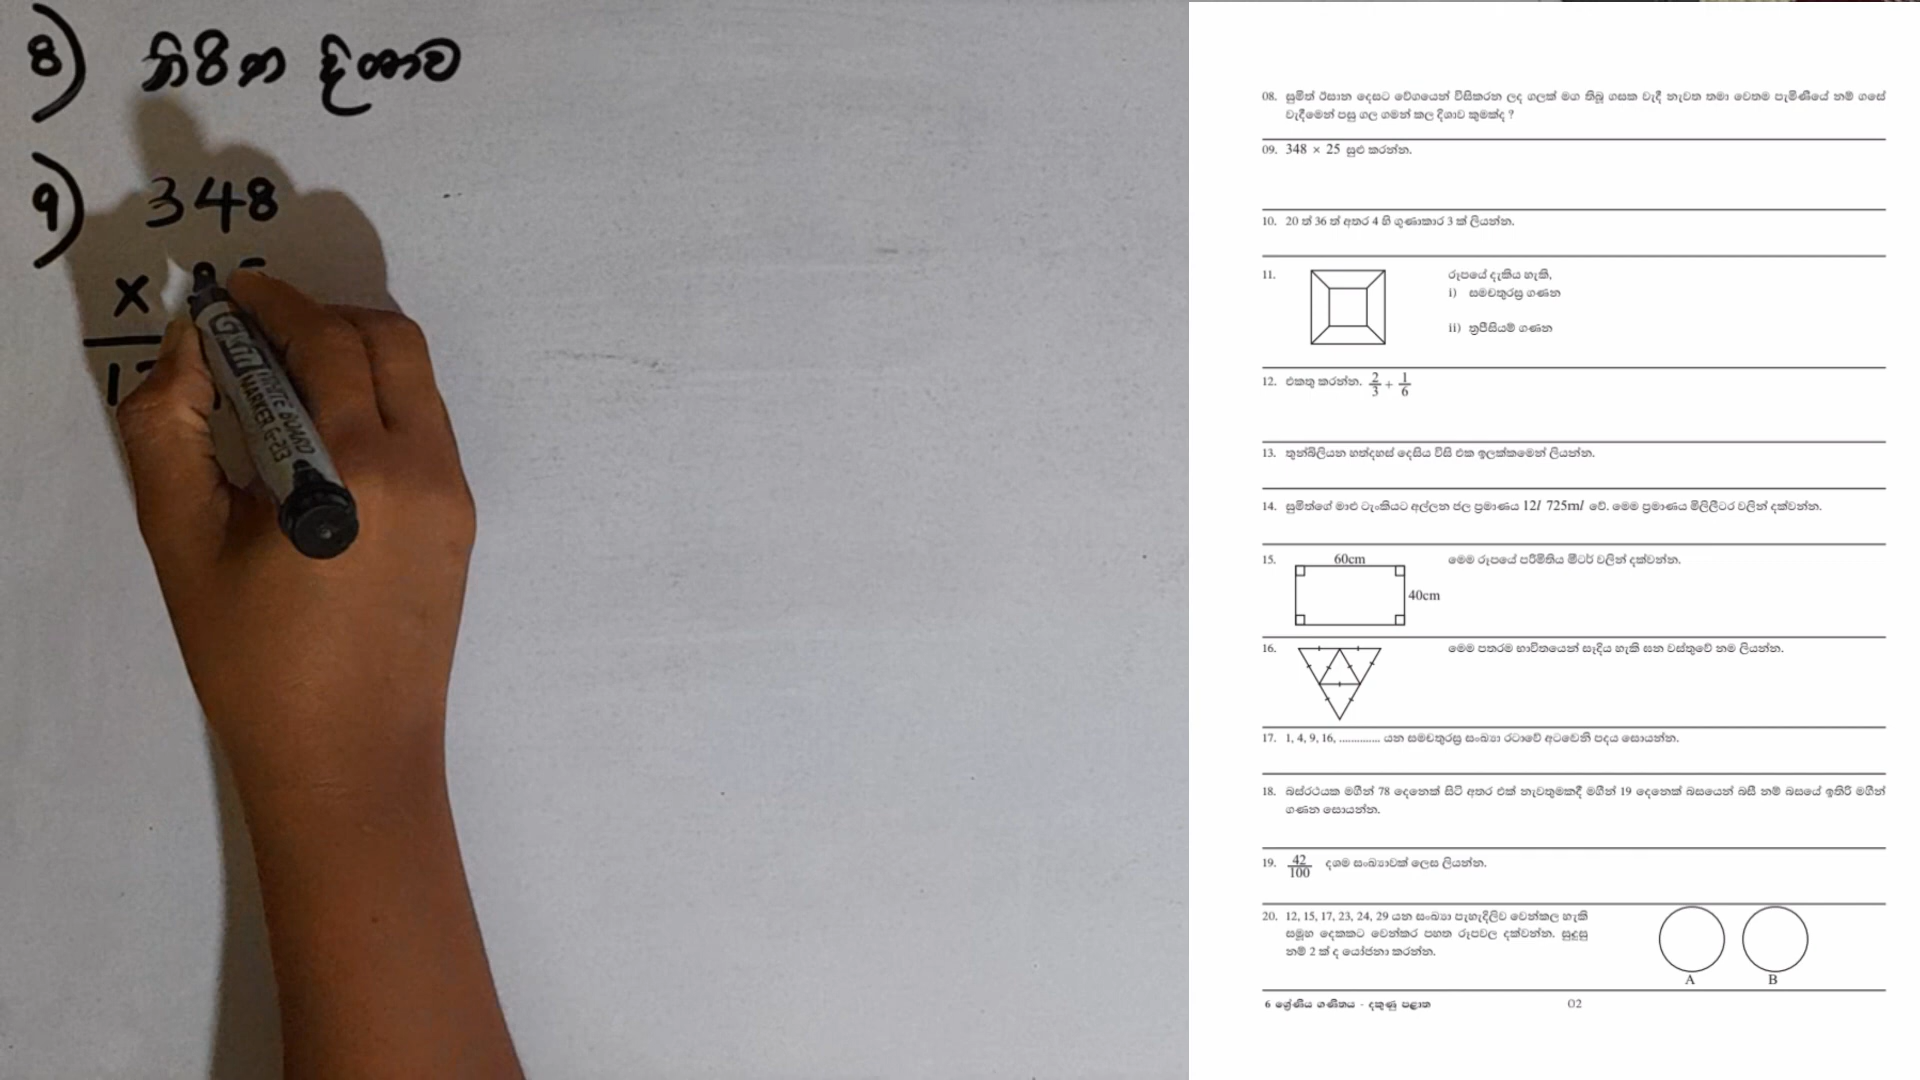 8) නිරිත දිශාව
9) 348
×
08. සුමිත් ඊසාන දෙසට වේගයෙන් විසිකරන ලද ගලක් මග තිබූ ගසක වැදී නැවත තමා වෙතම පැමිණියේ නම් ගසේ
වැදීමෙන් පසු ගල ගමන් කල දිශාව කුමක්ද ?
09. 348 × 25 සුළු කරන්න.
10. 20 ත් 36 ත් අතර 4 හි ගුණාකාර 3 ක් ලියන්න.
11. රූපයේ දැකිය හැකි,
i) සමචතුරස්‍ර ගණන
ii) ත්‍රපීසියම් ගණන
12. එකතු කරන්න. 2/3 + 1/6
13. තුන්බිලියන හත්දහස් දෙසිය විසි එක ඉලක්කමෙන් ලියන්න.
14. සුමිත්ගේ මාළු ටැංකියට අල්ලන ජල ප්‍රමාණය 12l 725ml වේ. මෙම ප්‍රමාණය මිලිලීටර වලින් දක්වන්න.
15. 60cm මෙම රූපයේ පරිමිතිය මීටර් වලින් දක්වන්න.
40cm
16. මෙම පතරම භාවිතයෙන් සෑදිය හැකි ඝන වස්තුවේ නම ලියන්න.
17. 1, 4, 9, 16, .............. යන සමචතුරස්‍ර සංඛ්‍යා රටාවේ අටවෙනි පදය සොයන්න.
18. බස්රථයක මගීන් 78 දෙනෙක් සිටි අතර එක් නැවතුමකදී මගීන් 19 දෙනෙක් බසයෙන් බසී නම් බසයේ ඉතිරි මගීන්
ගණන සොයන්න.
19. 42/100 දශම සංඛ්‍යාවක් ලෙස ලියන්න.
20. 12, 15, 17, 23, 24, 29 යන සංඛ්‍යා පැහැදිලිව වෙන්කල හැකි
සමූහ දෙකකට වෙන්කර පහත රූපවල දක්වන්න. සුදුසු
නම් 2 ක් ද යෝජනා කරන්න.
A B
6 ශ්‍රේණිය ගණිතය - දකුණු පළාත 02